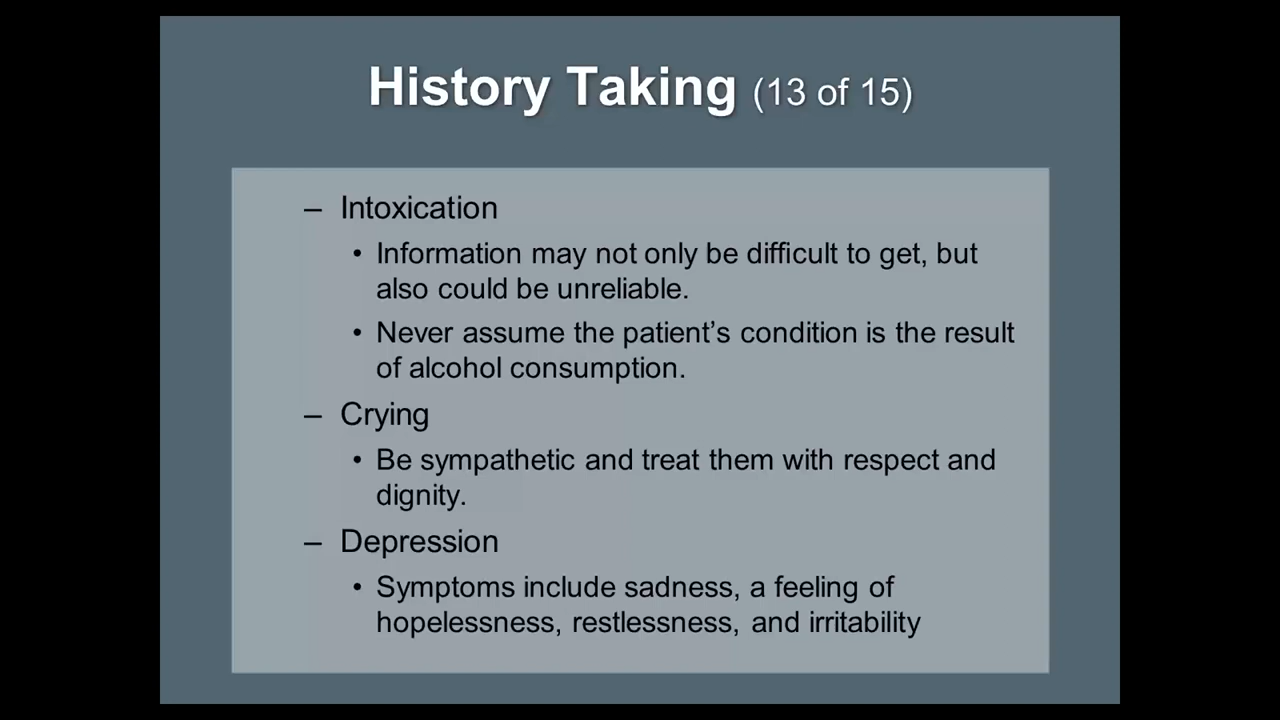 History Taking (13 of 15)
– Intoxication
• Information may not only be difficult to get, but
also could be unreliable.
• Never assume the patient’s condition is the result
of alcohol consumption.
– Crying
• Be sympathetic and treat them with respect and
dignity.
– Depression
• Symptoms include sadness, a feeling of
hopelessness, restlessness, and irritability